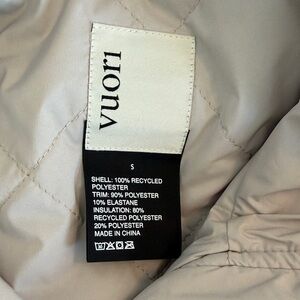 vuori
S
SHELL: 100% RECYCLED
POLYESTER
TRIM: 90% POLYESTER
10% ELASTANE
INSULATION: 80%
RECYCLED POLYESTER
20% POLYESTER
MADE IN CHINA